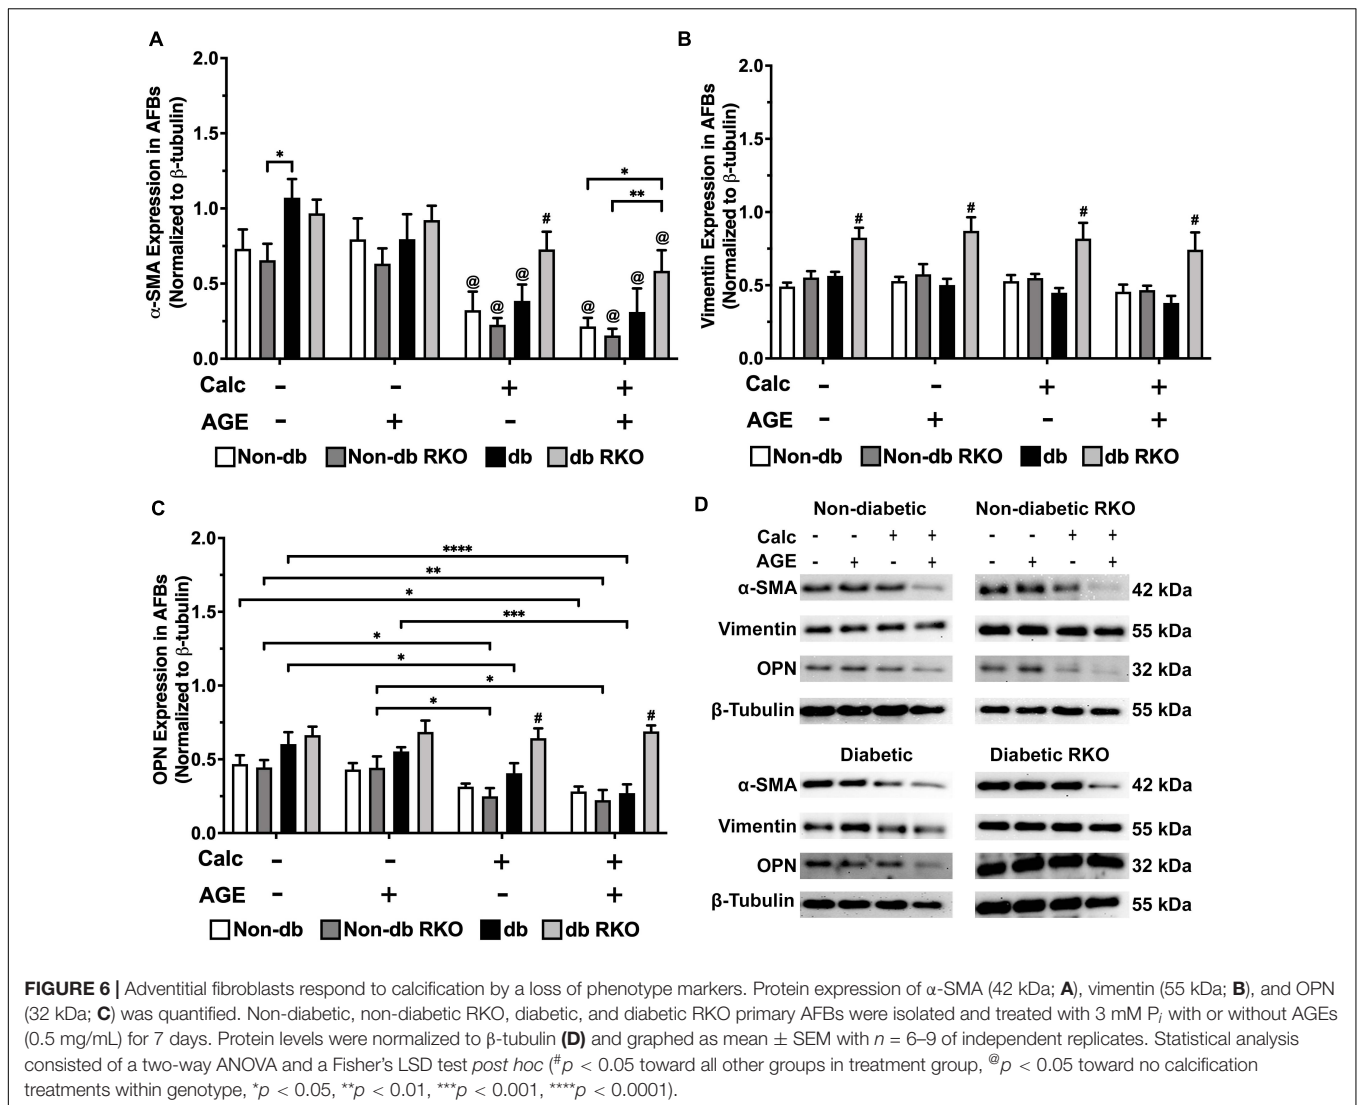 A
2.0
1.5
1.0
0.5
0.0
α-SMA Expression in AFBs
(Normalized to β-tubulin)
*
@ @ @ #
* **
@ @ @ @
Calc - - + +
AGE - + - +
Non-db Non-db RKO db db RKO
B
2.0
1.5
1.0
0.5
0.0
Vimentin Expression in AFBs
(Normalized to β-tubulin)
# # # #
Calc - - + +
AGE - + - +
Non-db Non-db RKO db db RKO
C
2.0
1.5
1.0
0.5
0.0
OPN Expression in AFBs
(Normalized to β-tubulin)
****
**
*
***
*
*
*
*
# #
Calc - - + +
AGE - + - +
Non-db Non-db RKO db db RKO
D
Non-diabetic Non-diabetic RKO
Calc - - + + - - + +
AGE - + - + - + - +
α-SMA 42 kDa
Vimentin 55 kDa
OPN 32 kDa
β-Tubulin 55 kDa
Diabetic Diabetic RKO
α-SMA 42 kDa
Vimentin 55 kDa
OPN 32 kDa
β-Tubulin 55 kDa
FIGURE 6 | Adventitial fibroblasts respond to calcification by a loss of phenotype markers. Protein expression of α-SMA (42 kDa; A), vimentin (55 kDa; B), and OPN
(32 kDa; C) was quantified. Non-diabetic, non-diabetic RKO, diabetic, and diabetic RKO primary AFBs were isolated and treated with 3 mM Pi with or without AGEs
(0.5 mg/mL) for 7 days. Protein levels were normalized to β-tubulin (D) and graphed as mean ± SEM with n = 6–9 of independent replicates. Statistical analysis
consisted of a two-way ANOVA and a Fisher's LSD test post hoc (#p < 0.05 toward all other groups in treatment group, @p < 0.05 toward no calcification
treatments within genotype, *p < 0.05, **p < 0.01, ***p < 0.001, ****p < 0.0001).